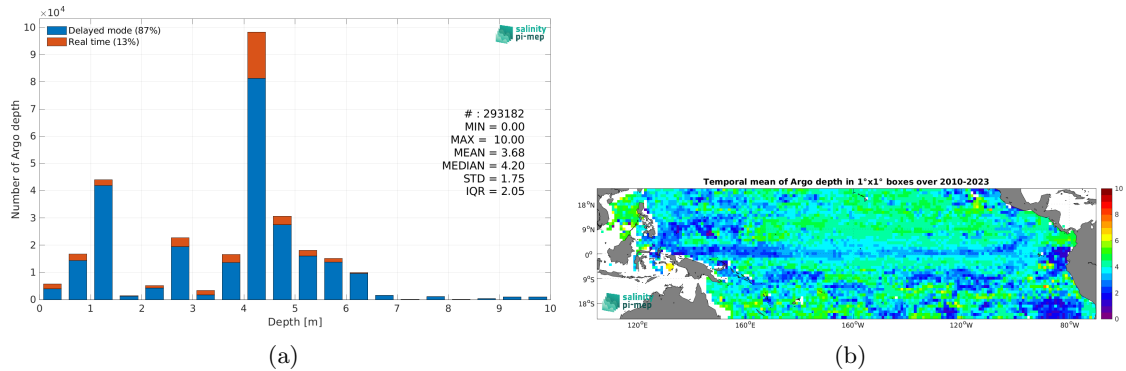 ×10⁴
Delayed mode (87%)
Real time (13%)
salinity
pi-mep
# : 293182
MIN = 0.00
MAX = 10.00
MEAN = 3.68
MEDIAN = 4.20
STD = 1.75
IQR = 2.05
Number of Argo depth
10
9
8
7
6
5
4
3
2
1
0
0 1 2 3 4 5 6 7 8 9 10
Depth [m]
(a)
Temporal mean of Argo depth in 1°x1° boxes over 2010-2023
18°N
9°N
0°
9°S
18°S
salinity
pi-mep
120°E 160°E 160°W 120°W 80°W
10
8
6
4
2
0
(b)